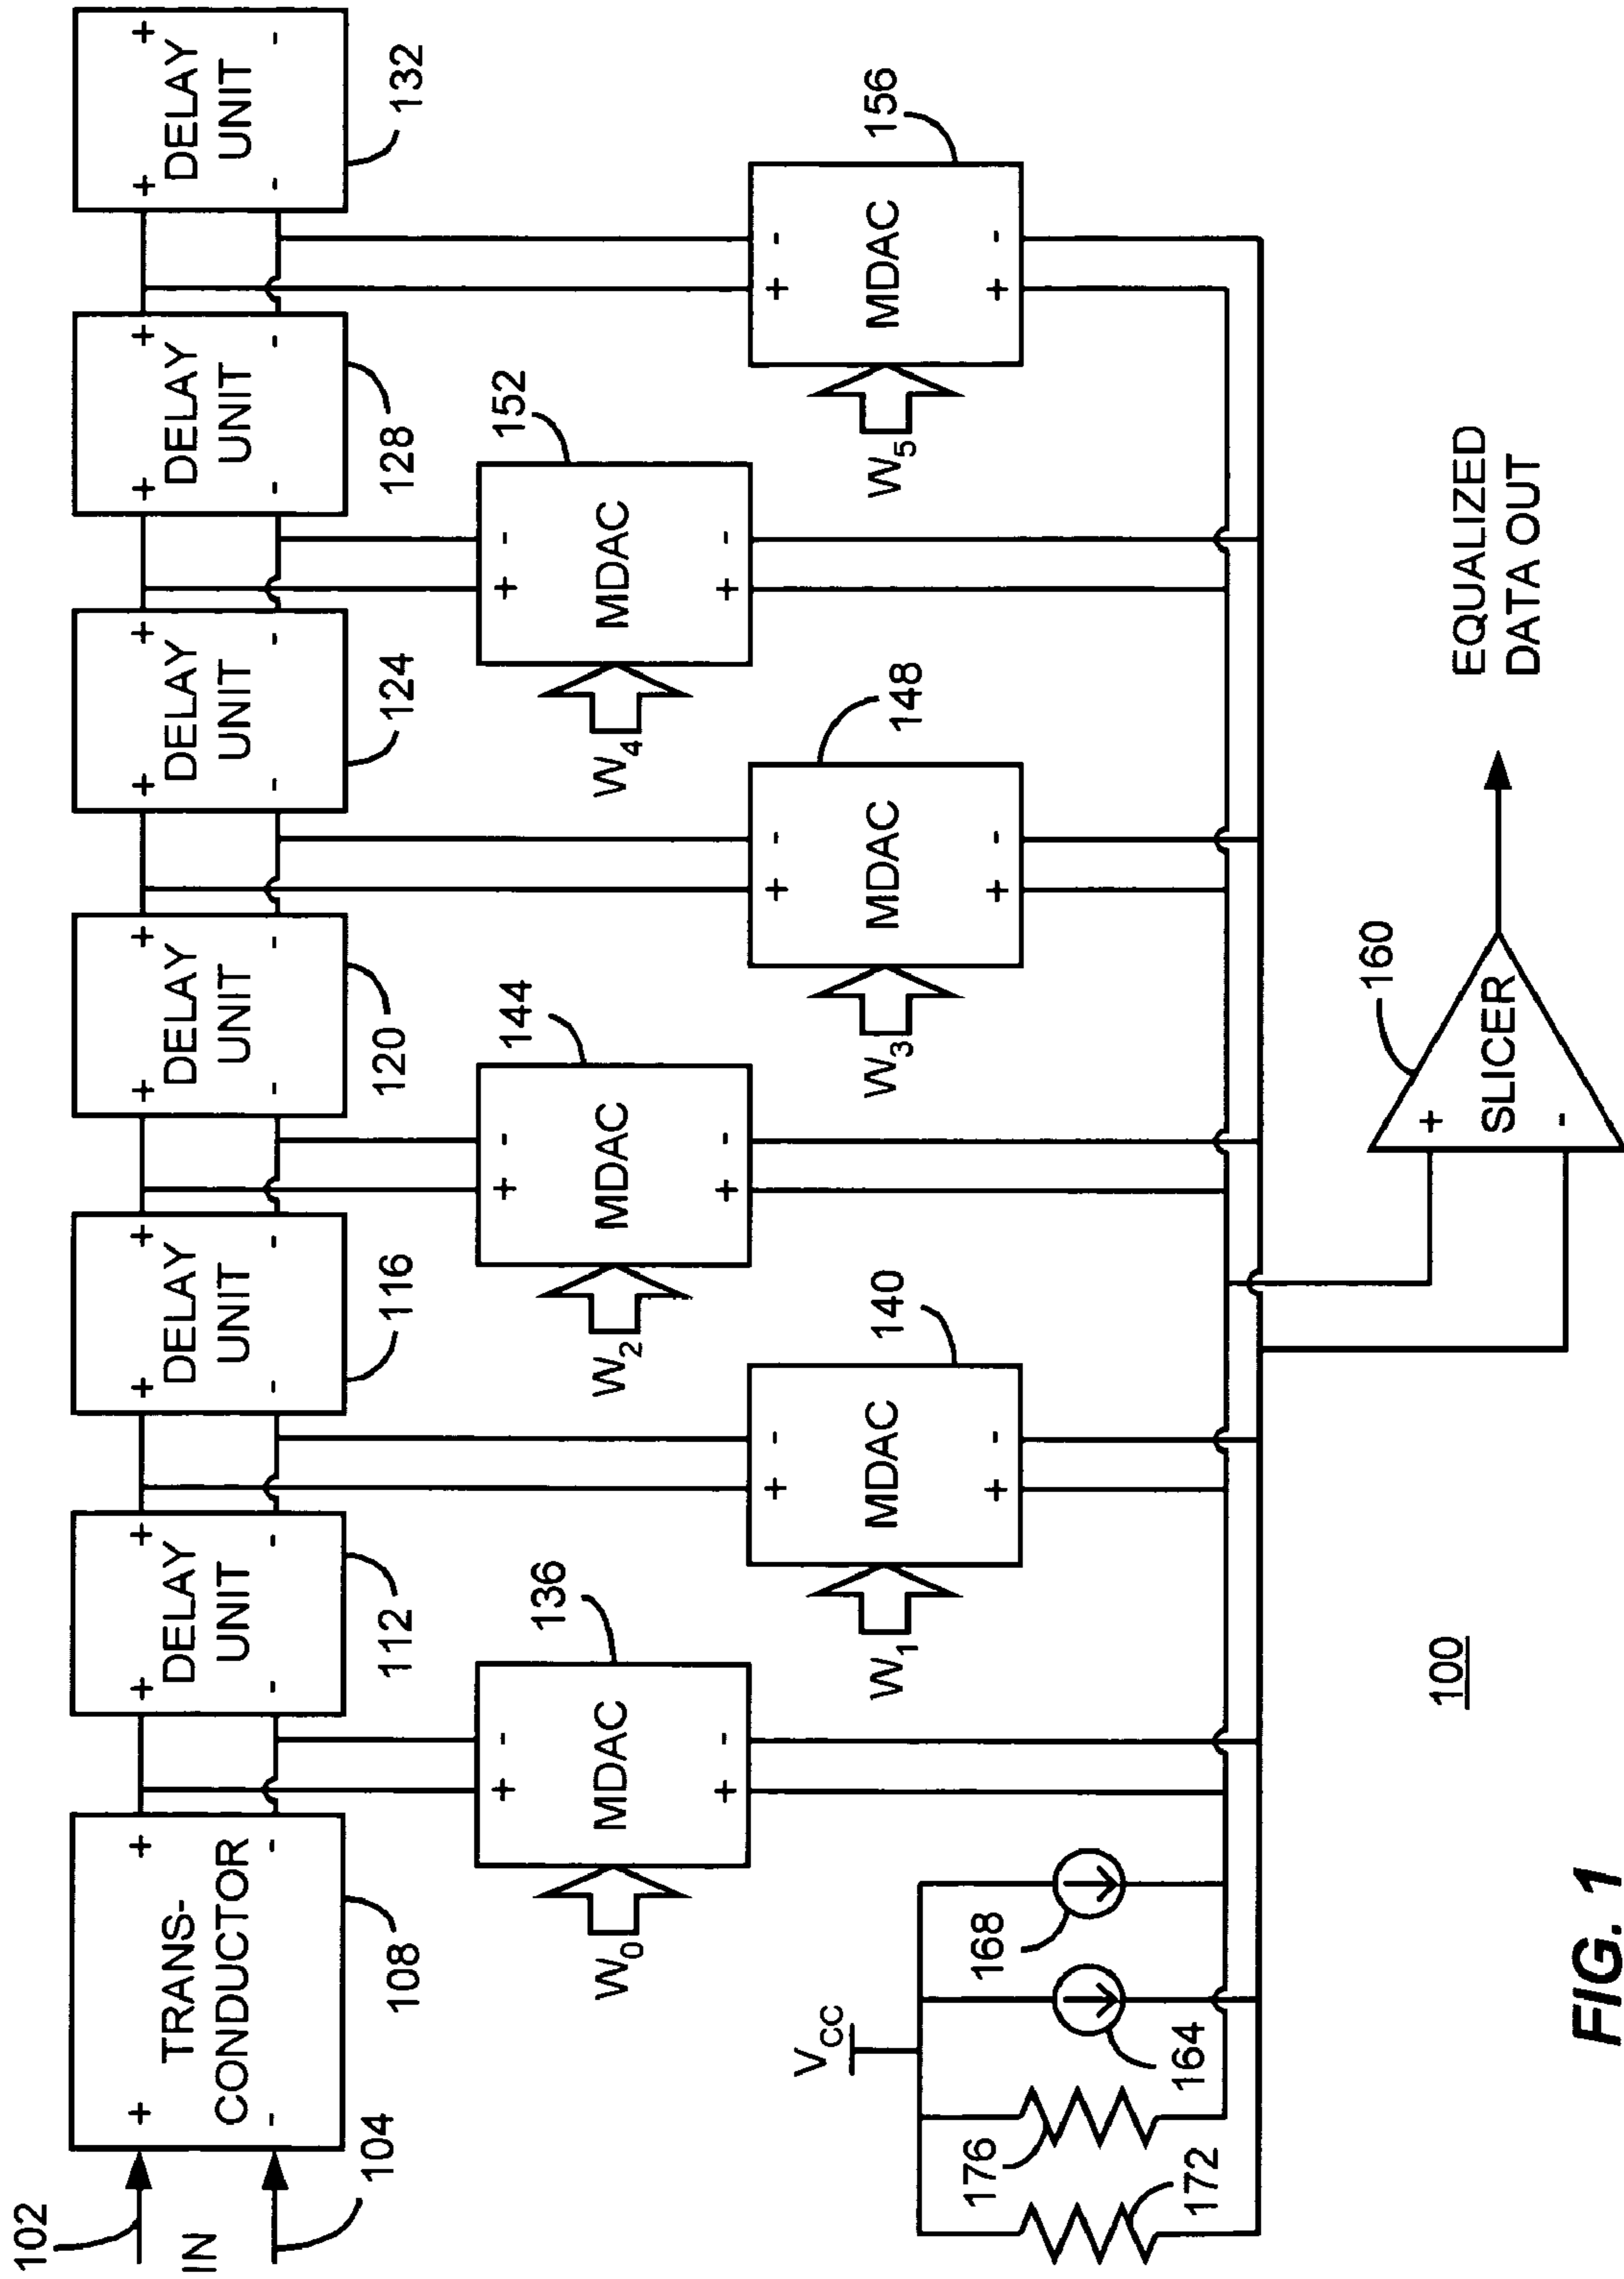 102
IN
104
+
-
TRANS-
CONDUCTOR
+
-
108
+
-
DELAY
UNIT
+
-
112
+
-
DELAY
UNIT
+
-
116
+
-
DELAY
UNIT
+
-
120
+
-
DELAY
UNIT
+
-
124
+
-
DELAY
UNIT
+
-
128
+
-
DELAY
UNIT
+
-
132
W0
+ -
MDAC
+ -
136
W2
+ -
MDAC
+ -
144
W4
+ -
MDAC
+ -
152
W1
+ -
MDAC
+ -
140
W3
+ -
MDAC
+ -
148
W5
+ -
MDAC
+ -
156
VCC
176
172
164
168
+
SLICER
-
160
EQUALIZED
DATA OUT
100
FIG. 1